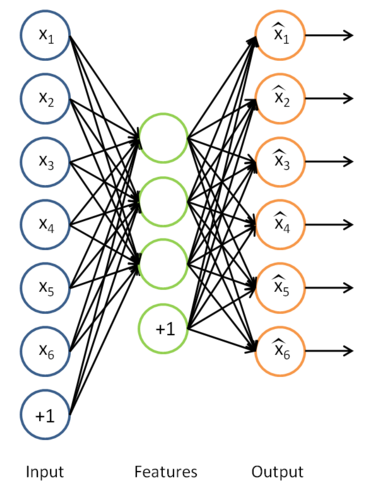 x₁
x₂
x₃
x₄
x₅
x₆
+1
+1
x̂₁
x̂₂
x̂₃
x̂₄
x̂₅
x̂₆
Input Features Output